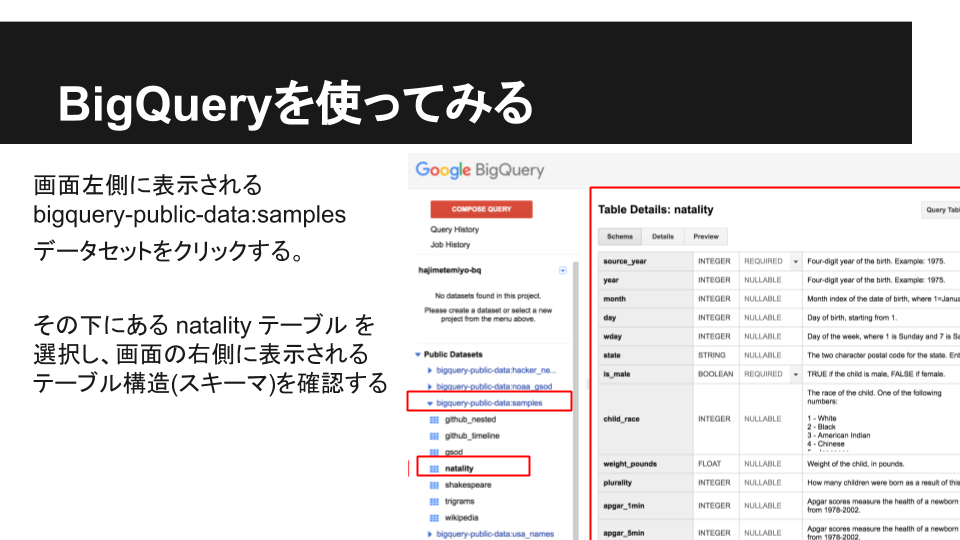 BigQueryを使ってみる
画面左側に表示される
bigquery-public-data:samples
データセットをクリックする。
その下にある natality テーブル を
選択し、画面の右側に表示される
テーブル構造(スキーマ)を確認する
Google BigQuery
COMPOSE QUERY
Query History
Job History
hajimetemiyo-bq
No datasets found in this project.
Please create a dataset or select a new
project from the menu above.
Public Datasets
bigquery-public-data:hacker_ne...
bigquery-public-data:noaa_gsod
bigquery-public-data:samples
github_nested
github_timeline
gsod
natality
shakespeare
trigrams
wikipedia
bigquery-public-data:usa_names
Table Details: natality
Query Tabl
Schema Details Preview
source_year INTEGER REQUIRED Four-digit year of the birth. Example: 1975.
year INTEGER NULLABLE Four-digit year of the birth. Example: 1975.
month INTEGER NULLABLE Month index of the date of birth, where 1=Janua
day INTEGER NULLABLE Day of birth, starting from 1.
wday INTEGER NULLABLE Day of the week, where 1 is Sunday and 7 is Sa
state STRING NULLABLE The two character postal code for the state. Ent
is_male BOOLEAN REQUIRED TRUE if the child is male, FALSE if female.
child_race INTEGER NULLABLE The race of the child. One of the following
numbers:
1 - White
2 - Black
3 - American Indian
4 - Chinese
weight_pounds FLOAT NULLABLE Weight of the child, in pounds.
plurality INTEGER NULLABLE How many children were born as a result of this
apgar_1min INTEGER NULLABLE Apgar scores measure the health of a newborn
from 1978-2002.
apgar_5min INTEGER NULLABLE Apgar scores measure the health of a newborn
from 1978-2002.